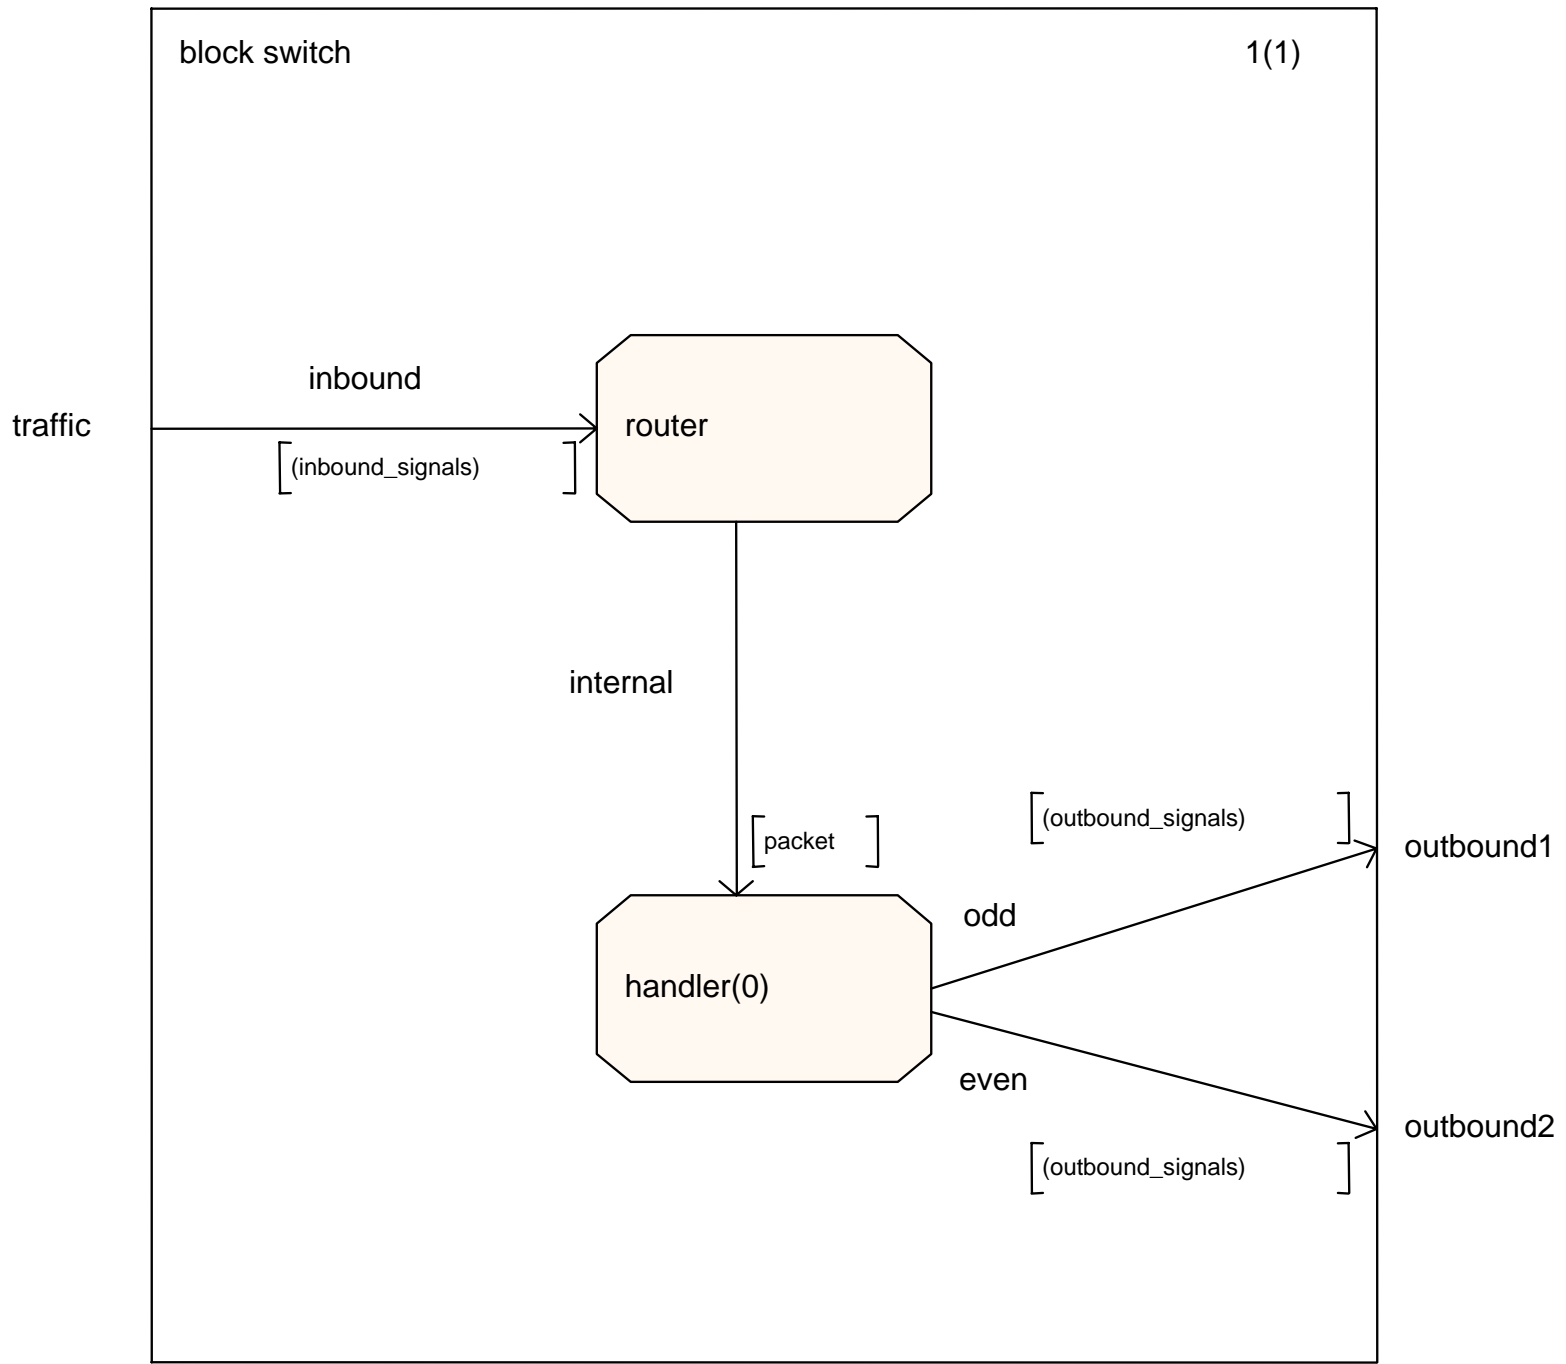 block switch
1(1)
inbound
traffic
router
(inbound_signals)
internal
(outbound_signals)
packet
outbound1
odd
handler(0)
even
outbound2
(outbound_signals)